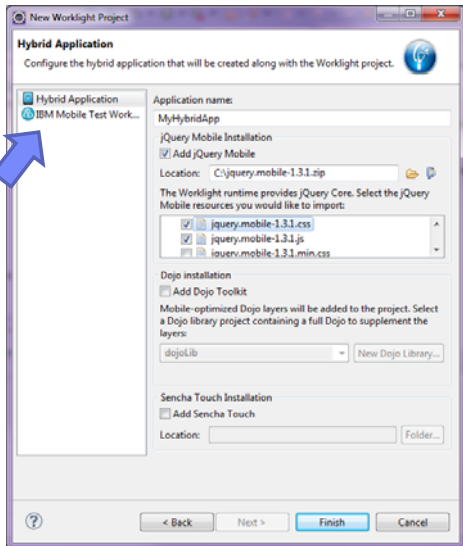 New Worklight Project
Hybrid Application
Configure the hybrid application that will be created along with the Worklight project.
Hybrid Application
IBM Mobile Test Work...
Application name:
MyHybridApp
jQuery Mobile Installation
Add jQuery Mobile
Location: C:\jquery.mobile-1.3.1.zip
The Worklight runtime provides jQuery Core. Select the jQuery
Mobile resources you would like to import:
jquery.mobile-1.3.1.css
jquery.mobile-1.3.1.js
jquery.mobile-1.3.1.min.css
Dojo installation
Add Dojo Toolkit
Mobile-optimized Dojo layers will be added to the project. Select
a Dojo library project containing a full Dojo to supplement the
layers:
dojoLib New Dojo Library...
Sencha Touch Installation
Add Sencha Touch
Location: Folder...
? < Back Next > Finish Cancel